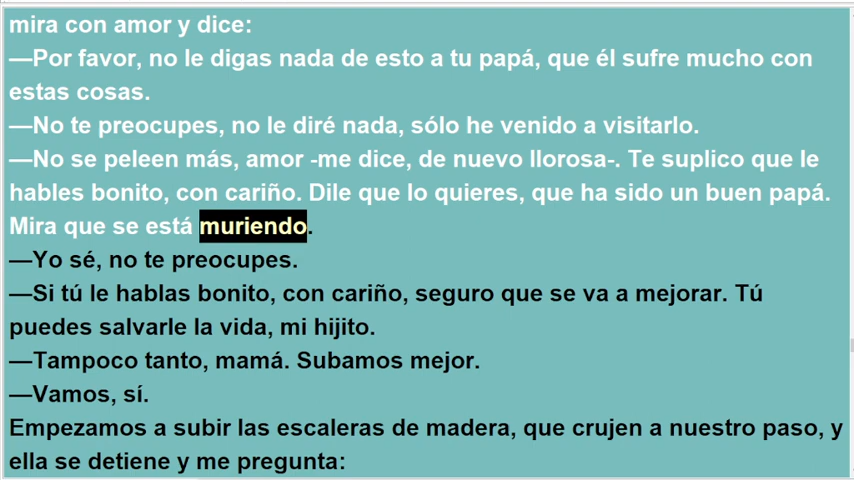 mira con amor y dice:
—Por favor, no le digas nada de esto a tu papá, que él sufre mucho con
estas cosas.
—No te preocupes, no le diré nada, sólo he venido a visitarlo.
—No se peleen más, amor -me dice, de nuevo llorosa-. Te suplico que le
hables bonito, con cariño. Dile que lo quieres, que ha sido un buen papá.
Mira que se está muriendo.
—Yo sé, no te preocupes.
—Si tú le hablas bonito, con cariño, seguro que se va a mejorar. Tú
puedes salvarle la vida, mi hijito.
—Tampoco tanto, mamá. Subamos mejor.
—Vamos, sí.
Empezamos a subir las escaleras de madera, que crujen a nuestro paso, y
ella se detiene y me pregunta: